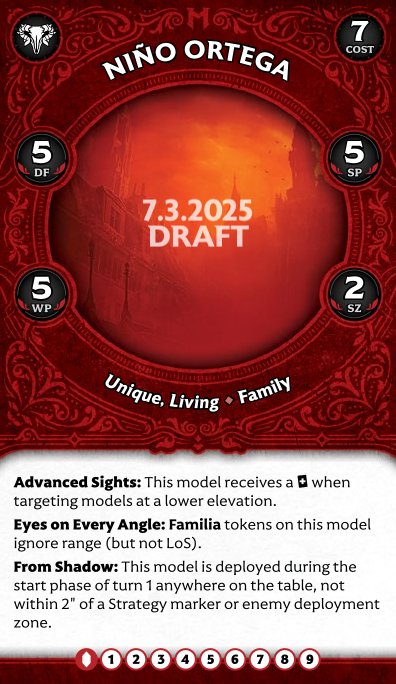 M
7
COST
NIÑO ORTEGA
5
DF
5
SP
7.3.2025
DRAFT
5
WP
2
SZ
Unique, Living • Family
Advanced Sights: This model receives a when
targeting models at a lower elevation.
Eyes on Every Angle: Familia tokens on this model
ignore range (but not LoS).
From Shadow: This model is deployed during the
start phase of turn 1 anywhere on the table, not
within 2" of a Strategy marker or enemy deployment
zone.
1 2 3 4 5 6 7 8 9